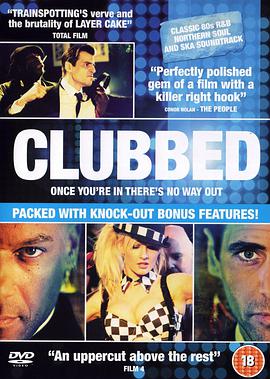 "TRAINSPOTTING'S verve and
the brutality of LAYER CAKE"
TOTAL FILM
CLASSIC 80s R&B
NORTHERN SOUL
AND SKA SOUNDTRACK
"Perfectly polished
gem of a film with a
killer right hook"
CONOR NOLAN - THE PEOPLE
CLUBBED
ONCE YOU'RE IN THERE'S NO WAY OUT
PACKED WITH KNOCK-OUT BONUS FEATURES!
DVD
VIDEO
"An uppercut above the rest"
FILM 4
18